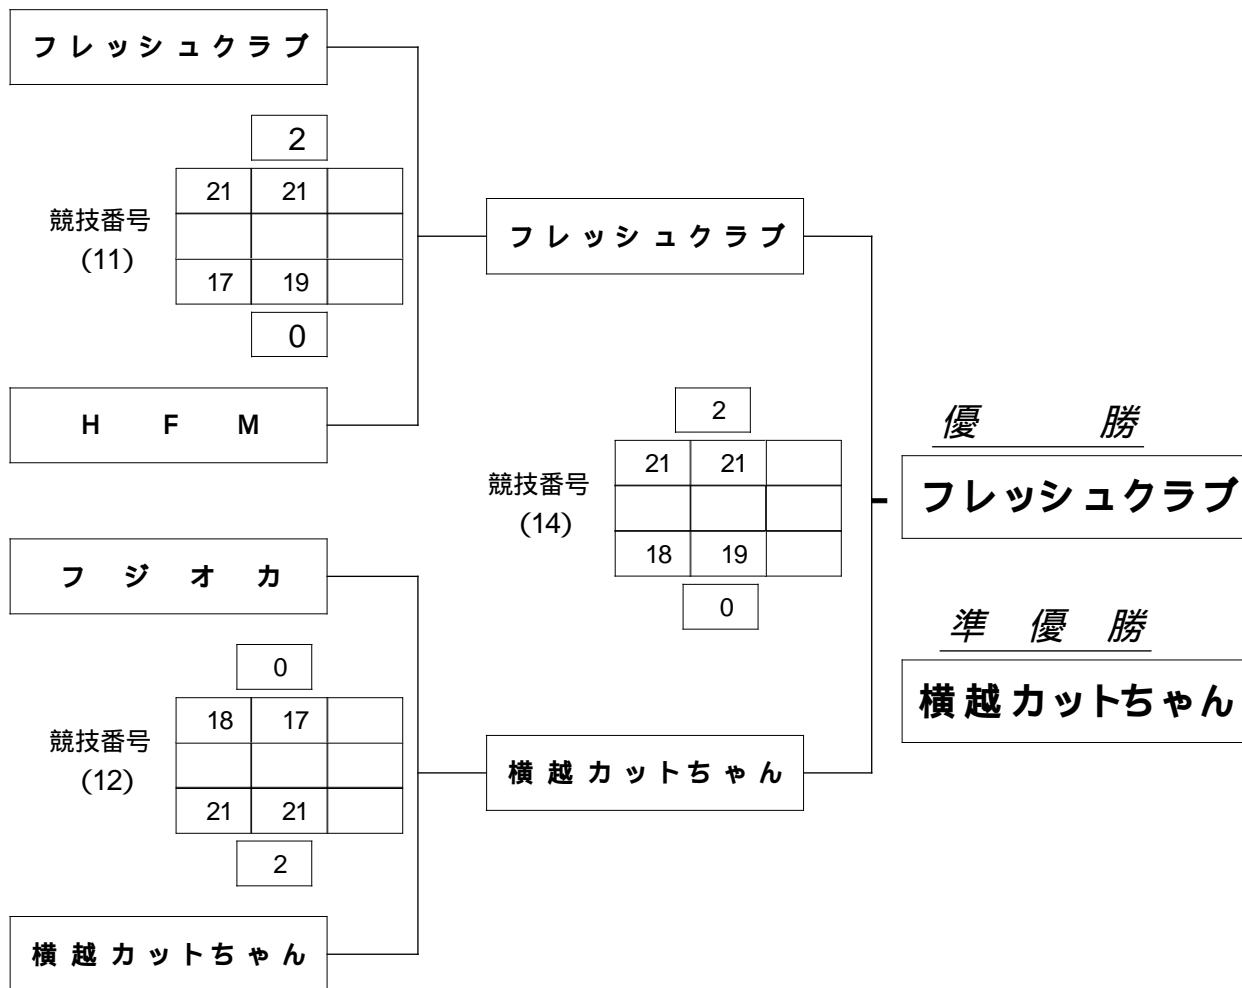 フレッシュクラブ
2
21 21
競技番号
(11)
17 19
0
H F M
フレッシュクラブ
2
21 21
競技番号
(14)
18 19
0
優 勝
フレッシュクラブ
準 優 勝
横越カットちゃん
フ ジ オ カ
0
18 17
競技番号
(12)
21 21
2
横越カットちゃん
横越カットちゃん